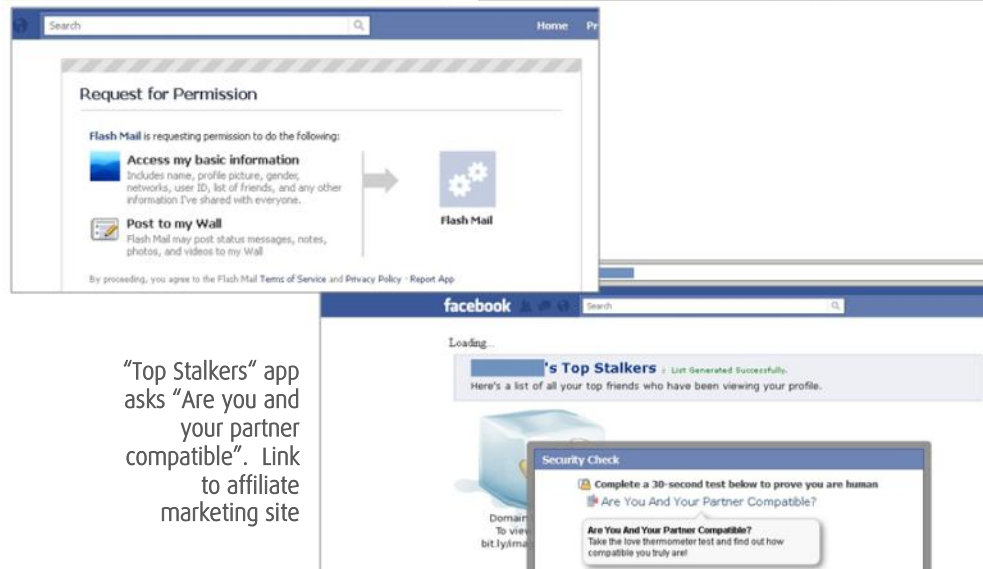 Search
Home Pr
Request for Permission
Flash Mail is requesting permission to do the following:
Access my basic information
Includes name, profile picture, gender,
networks, user ID, list of friends, and any other
information I've shared with everyone.
Post to my Wall
Flash Mail may post status messages, notes,
photos, and videos to my Wall
Flash Mail
By proceeding, you agree to the Flash Mail Terms of Service and Privacy Policy · Report App
facebook
Search
Loading...
's Top Stalkers : List Generated Successfully.
Here's a list of all your top friends who have been viewing your profile.
"Top Stalkers" app
asks "Are you and
your partner
compatible". Link
to affiliate
marketing site
Domain
To view
bit.ly/ima
Security Check
Complete a 30-second test below to prove you are human
Are You And Your Partner Compatible?
Are You And Your Partner Compatible?
Take the love thermometer test and find out how
compatible you truly are!